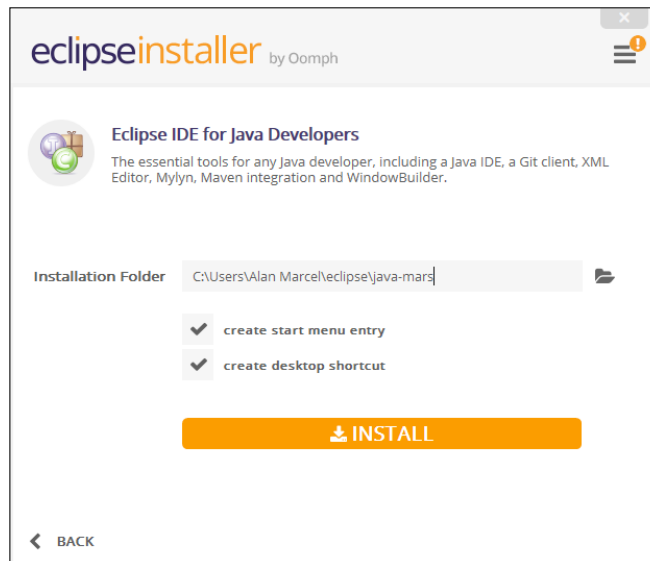 eclipseinstaller by Oomph
Eclipse IDE for Java Developers
The essential tools for any Java developer, including a Java IDE, a Git client, XML
Editor, Mylyn, Maven integration and WindowBuilder.
Installation Folder C:\Users\Alan Marcel\eclipse\java-mars
create start menu entry
create desktop shortcut
INSTALL
BACK